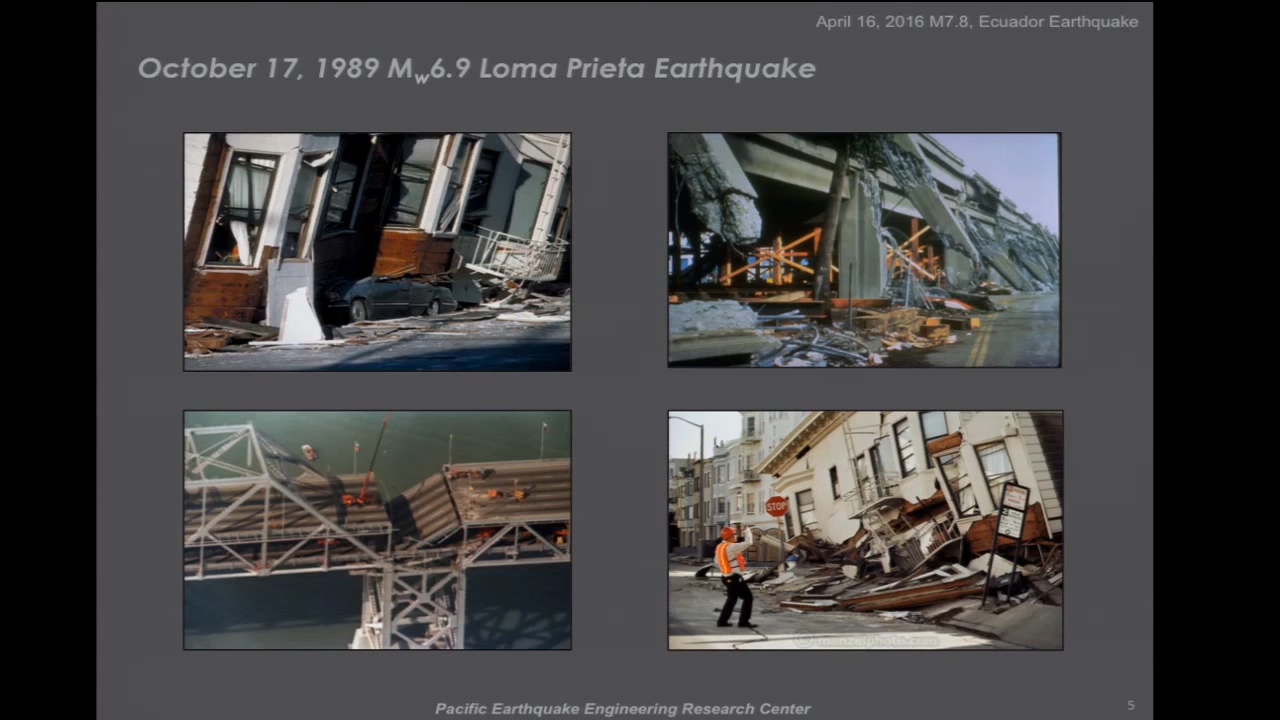 April 16, 2016 M7.8, Ecuador Earthquake
October 17, 1989 Mw6.9 Loma Prieta Earthquake
STOP
Pacific Earthquake Engineering Research Center
5